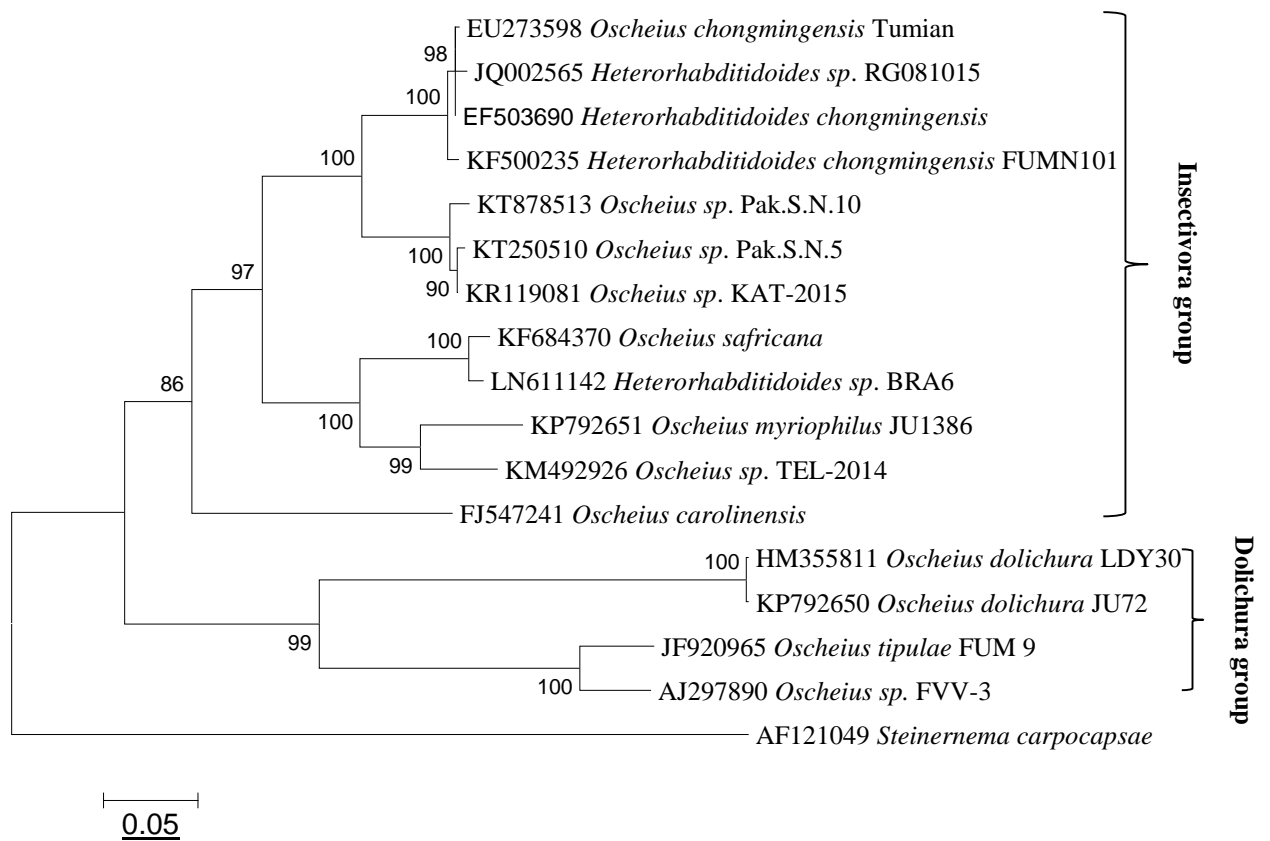 EU273598 Oscheius chongmingensis Tumian
98
JQ002565 Heterorhabditidoides sp. RG081015
100
EF503690 Heterorhabditidoides chongmingensis
100
KF500235 Heterorhabditidoides chongmingensis FUMN101
KT878513 Oscheius sp. Pak.S.N.10
100
KT250510 Oscheius sp. Pak.S.N.5
97
90
KR119081 Oscheius sp. KAT-2015
100
KF684370 Oscheius safricana
86
LN611142 Heterorhabditidoides sp. BRA6
100
KP792651 Oscheius myriophilus JU1386
99
KM492926 Oscheius sp. TEL-2014
FJ547241 Oscheius carolinensis
Insectivora group
100
HM355811 Oscheius dolichura LDY30
KP792650 Oscheius dolichura JU72
99
JF920965 Oscheius tipulae FUM 9
100
AJ297890 Oscheius sp. FVV-3
Dolichura group
AF121049 Steinernema carpocapsae
0.05